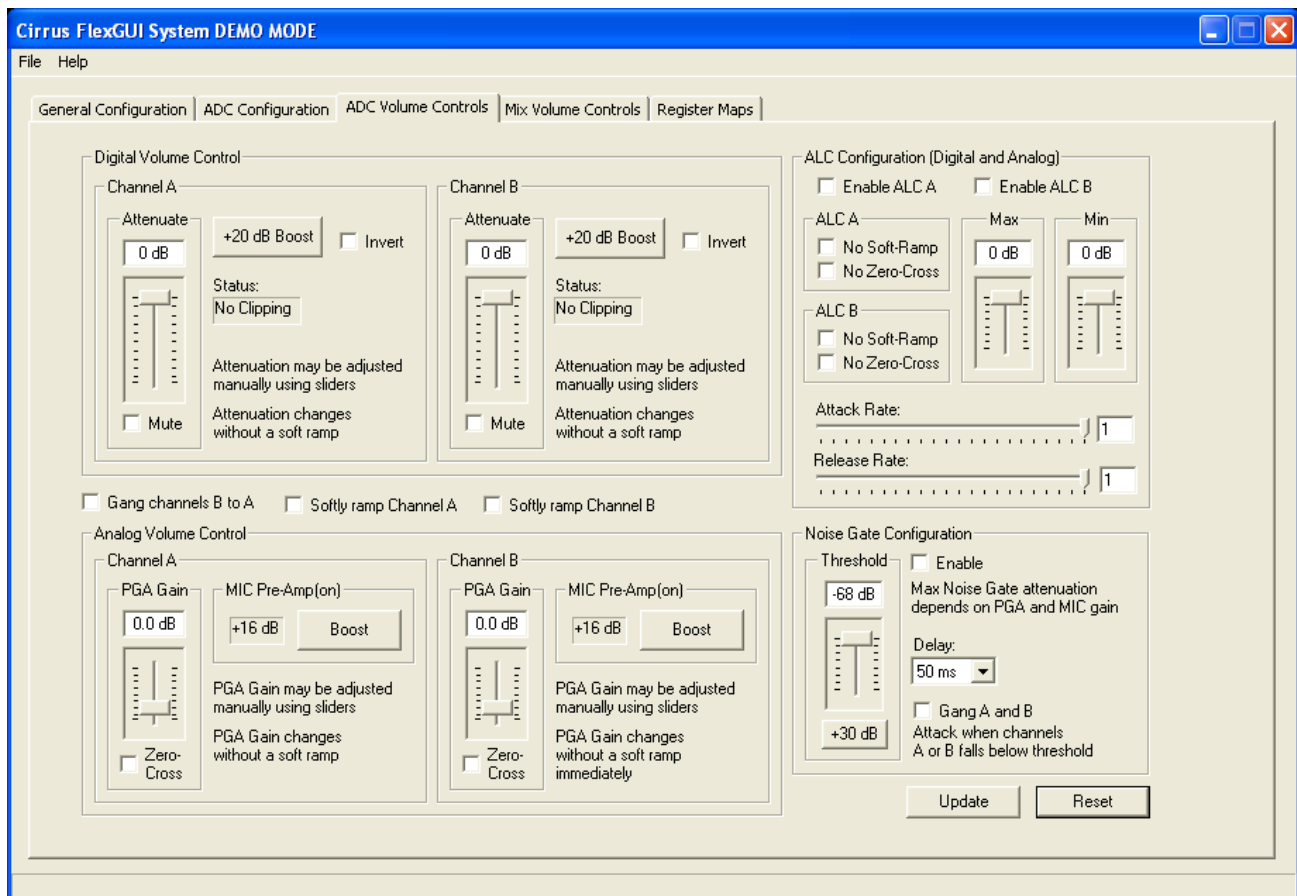 Cirrus FlexGUI System DEMO MODE
File Help
General Configuration ADC Configuration ADC Volume Controls Mix Volume Controls Register Maps
Digital Volume Control
Channel A
Attenuate
0 dB
+20 dB Boost
Invert
Status:
No Clipping
Attenuation may be adjusted
manually using sliders
Attenuation changes
without a soft ramp
Mute
Channel B
Attenuate
0 dB
+20 dB Boost
Invert
Status:
No Clipping
Attenuation may be adjusted
manually using sliders
Attenuation changes
without a soft ramp
Mute
Gang channels B to A Softly ramp Channel A Softly ramp Channel B
Analog Volume Control
Channel A
PGA Gain
0.0 dB
MIC Pre-Amp(on)
+16 dB Boost
PGA Gain may be adjusted
manually using sliders
PGA Gain changes
without a soft ramp
Zero-
Cross
Channel B
PGA Gain
0.0 dB
MIC Pre-Amp(on)
+16 dB Boost
PGA Gain may be adjusted
manually using sliders
PGA Gain changes
without a soft ramp
immediately
Zero-
Cross
ALC Configuration (Digital and Analog)
Enable ALC A Enable ALC B
ALC A
No Soft-Ramp
No Zero-Cross
ALC B
No Soft-Ramp
No Zero-Cross
Max
0 dB
Min
0 dB
Attack Rate:
1
Release Rate:
1
Noise Gate Configuration
Threshold
-68 dB
+30 dB
Enable
Max Noise Gate attenuation
depends on PGA and MIC gain
Delay:
50 ms
Gang A and B
Attack when channels
A or B falls below threshold
Update Reset